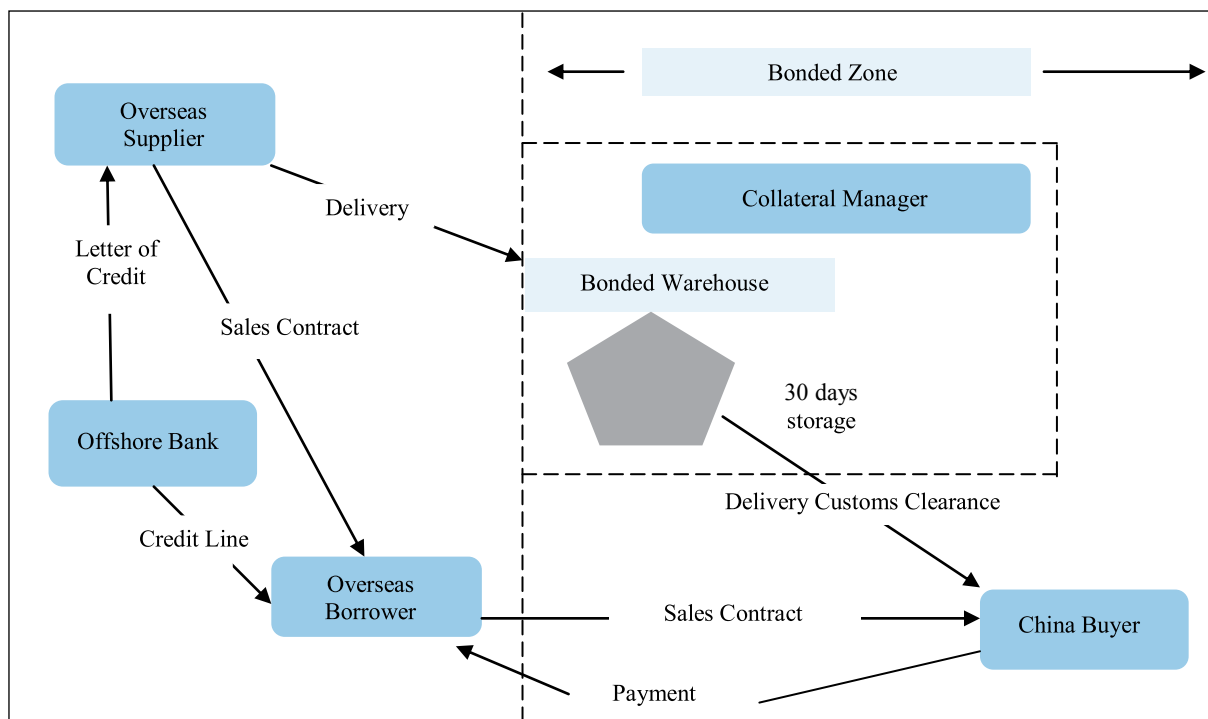 Bonded Zone
Overseas
Supplier
Collateral Manager
Delivery
Letter of
Credit
Bonded Warehouse
Sales Contract
30 days
storage
Offshore Bank
Delivery Customs Clearance
Credit Line
Overseas
Borrower
Sales Contract
China Buyer
Payment